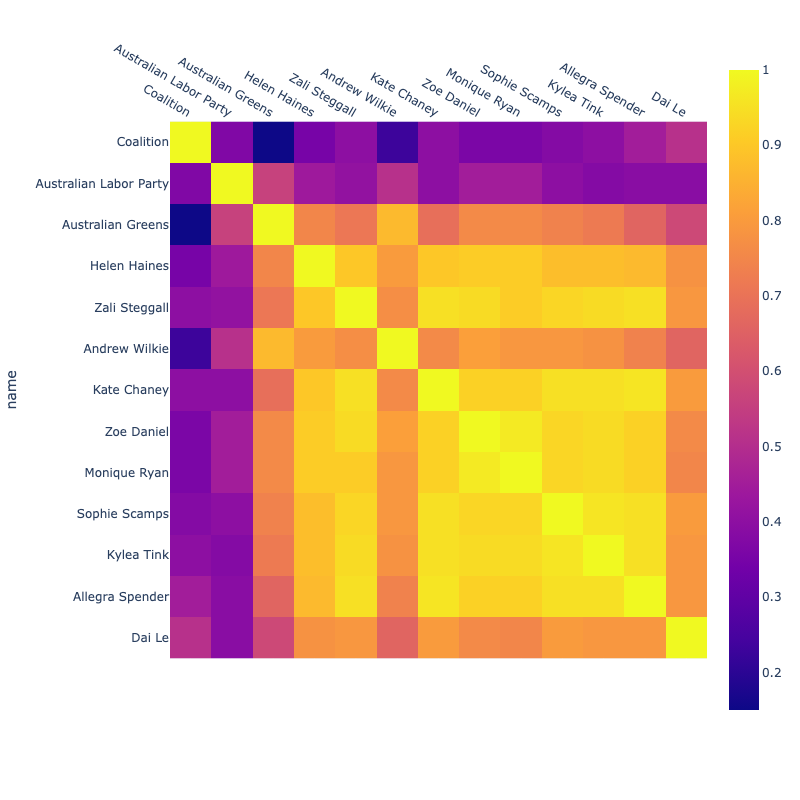 Coalition
Australian Labor Party
Australian Greens
Helen Haines
Zali Steggall
Andrew Wilkie
Kate Chaney
Zoe Daniel
Monique Ryan
Sophie Scamps
Kylea Tink
Allegra Spender
Dai Le
name
Coalition
Australian Labor Party
Australian Greens
Helen Haines
Zali Steggall
Andrew Wilkie
Kate Chaney
Zoe Daniel
Monique Ryan
Sophie Scamps
Kylea Tink
Allegra Spender
Dai Le
1
0.9
0.8
0.7
0.6
0.5
0.4
0.3
0.2